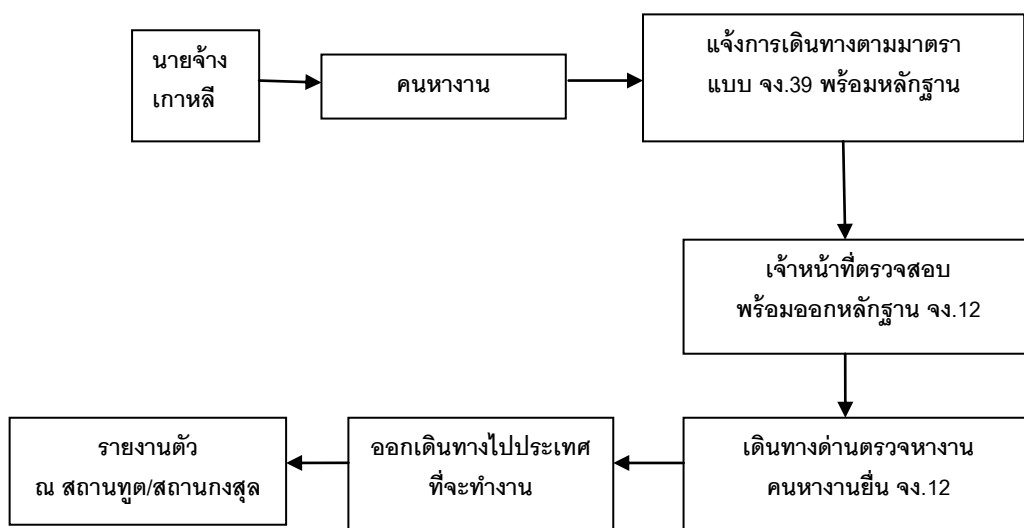 นายจ้าง
เกาหลี
คนหางาน
แจ้งการเดินทางตามมาตรา
แบบ จง.39 พร้อมหลักฐาน
เจ้าหน้าที่ตรวจสอบ
พร้อมออกหลักฐาน จง.12
เดินทางด่านตรวจหางาน
คนหางานยื่น จง.12
ออกเดินทางไปประเทศ
ที่จะทำงาน
รายงานตัว
ณ สถานทูต/สถานกงสุล